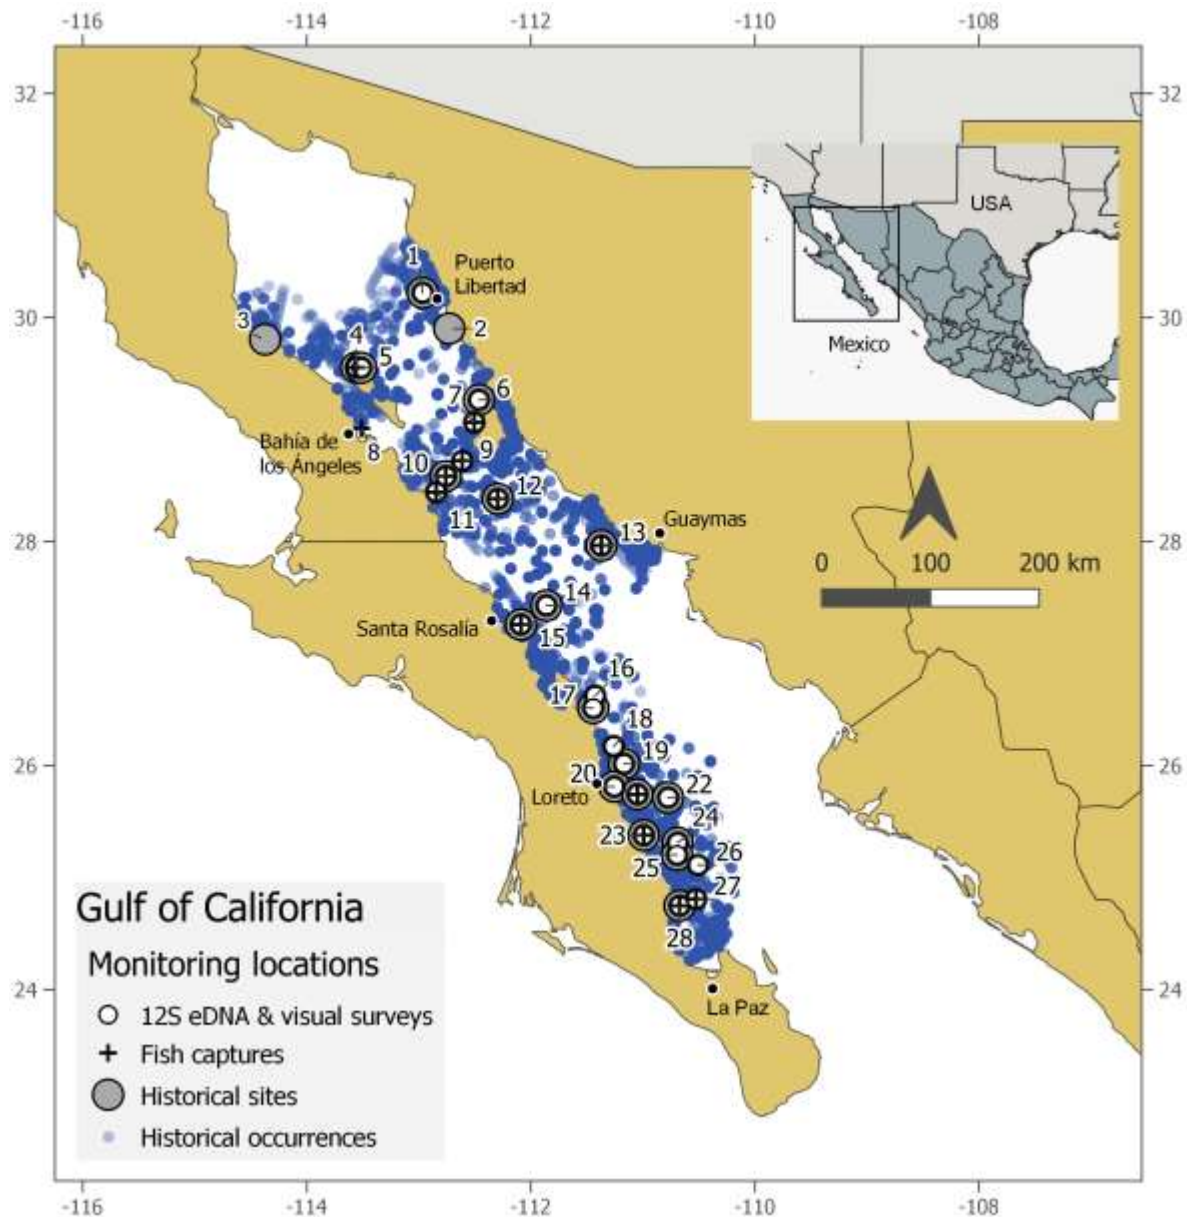 -116 -114 -112 -110 -108
32 32
USA
Mexico
1
Puerto
Libertad
30 30
3 2
4 5
7 6
Bahía de
los Ángeles
8
9
10
12
11
Guaymas
13
28 28
0 100 200 km
14
Santa Rosalía
15
16
17
18
19
26 26
20
22
Loreto
24
23
25
26
27
28
24 24
La Paz
Gulf of California
Monitoring locations
12S eDNA & visual surveys
Fish captures
Historical sites
Historical occurrences
-116 -114 -112 -110 -108